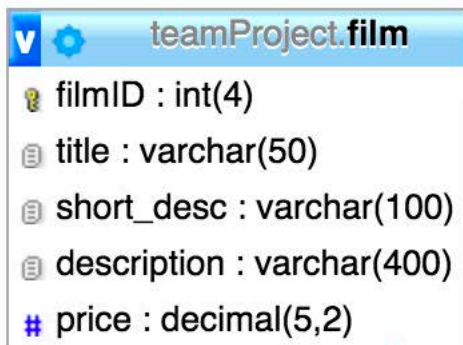 v teamProject.film
filmID : int(4)
title : varchar(50)
short_desc : varchar(100)
description : varchar(400)
# price : decimal(5,2)